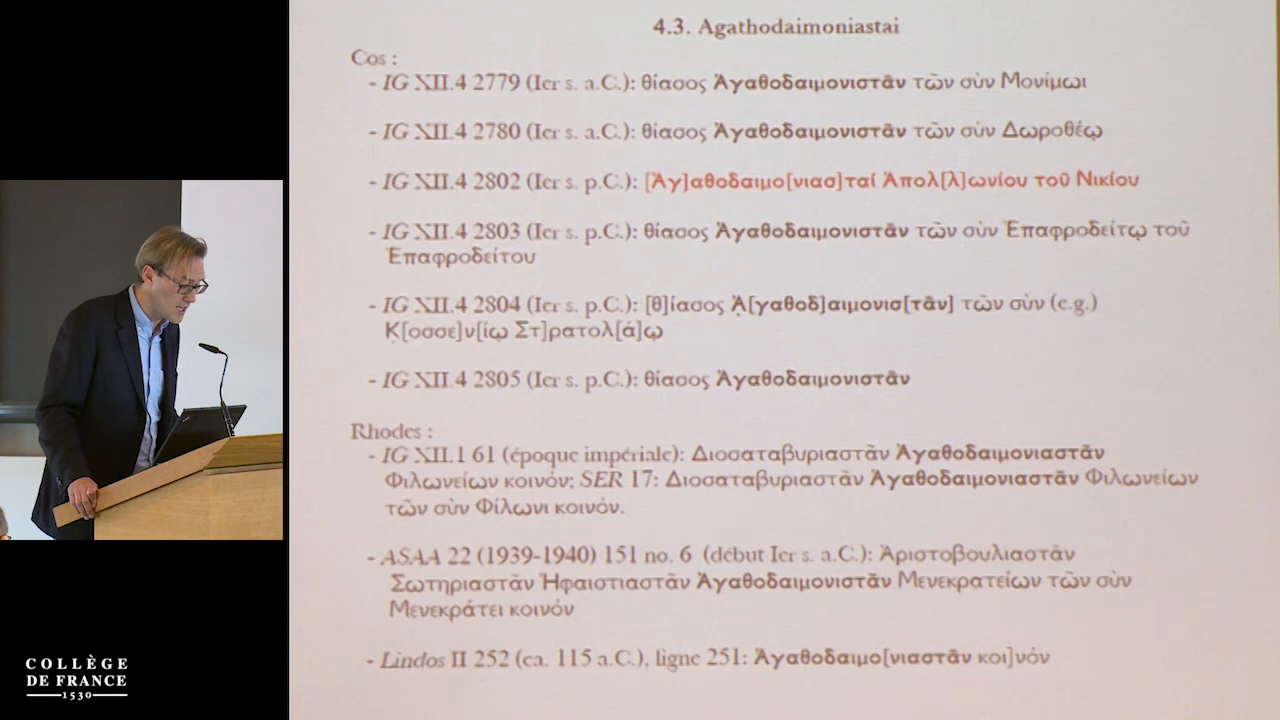 4.3. Agathodaimoniastai
Cos :
- IG XII.4 2779 (Ier s. a.C.): θίασος Ἀγαθοδαιμονιστᾶν τῶν σὺν Μονίμωι
- IG XII.4 2780 (Ier s. a.C.): θίασος Ἀγαθοδαιμονιστᾶν τῶν σὺν Δωροθέῳ
- IG XII.4 2802 (Ier s. p.C.): [Ἀγ]αθοδαιμο[νιασ]ταί Ἀπολ[λ]ωνίου τοῦ Νικίου
- IG XII.4 2803 (Ier s. p.C.): θίασος Ἀγαθοδαιμονιστᾶν τῶν σὺν Ἐπαφροδείτῳ τοῦ
Ἐπαφροδείτου
- IG XII.4 2804 (Ier s. p.C.): [θ]ίασος Ἀ̣[γαθοδ]αιμονισ[τᾶν] τῶν σὺν (e.g.)
Κ[οσσε]ν[ίῳ Στ]ρατολ[ά]ῳ
- IG XII.4 2805 (Ier s. p.C.): θίασος Ἀγαθοδαιμονιστᾶν
Rhodes :
- IG XII.1 61 (époque impériale): Διοσαταβυριαστᾶν Ἀγαθοδαιμονιαστᾶν
Φιλωνείων κοινόν; SER 17: Διοσαταβυριαστᾶν Ἀγαθοδαιμονιαστᾶν Φιλωνείων
τῶν σὺν Φίλωνι κοινόν.
- ASAA 22 (1939-1940) 151 no. 6 (début Ier s. a.C.): Ἀριστοβουλιαστᾶν
Σωτηριαστᾶν Ἡφαιστιαστᾶν Ἀγαθοδαιμονιστᾶν Μενεκρατείων τῶν σὺν
Μενεκράτει κοινόν
- Lindos II 252 (ca. 115 a.C.), ligne 251: Ἀγαθοδαιμο[νιαστᾶν κοι]νόν
COLLÈGE
DE FRANCE
1530